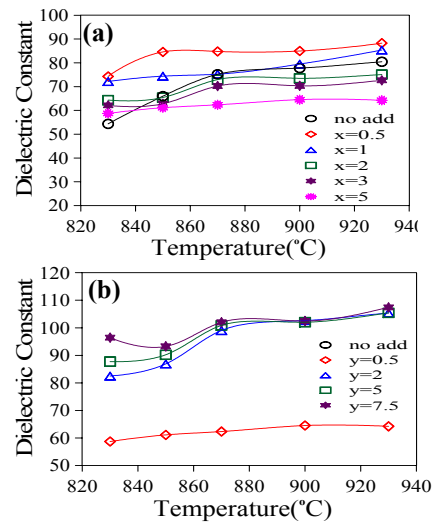 (a)
Dielectric Constant
100
90
80
70
60
50
40
30
20
no add
x=0.5
x=1
x=2
x=3
x=5
820 840 860 880 900 920 940
Temperature(ºC)
(b)
Dielectric Constant
120
110
100
90
80
70
60
50
no add
y=0.5
y=2
y=5
y=7.5
820 840 860 880 900 920 940
Temperature(ºC)